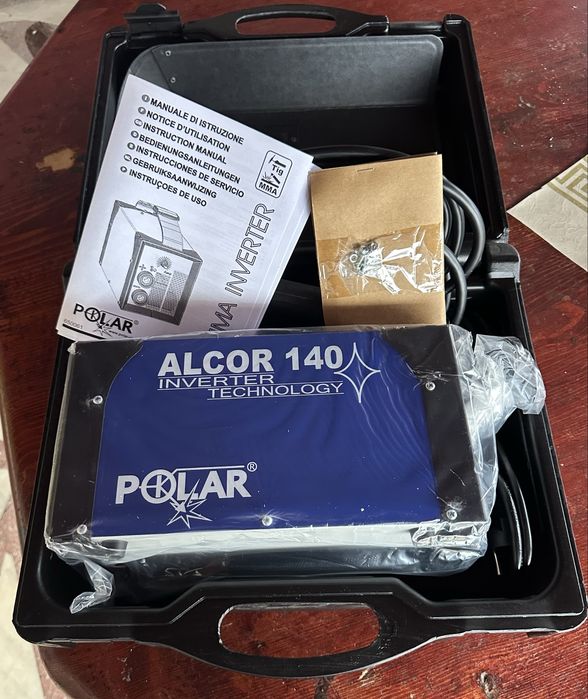 MANUALE DI ISTRUZIONE
NOTICE D'UTILISATION
INSTRUCTION MANUAL
BEDIENUNGSANLEITUNGEN
INSTRUCCIONES DE SERVICIO
GEBRUIKSAANWIJZING
INSTRUÇOES DE USO
Tig
MMA
MMA INVERTER
POLAR®
ALCOR 140
INVERTER
TECHNOLOGY
POLAR®